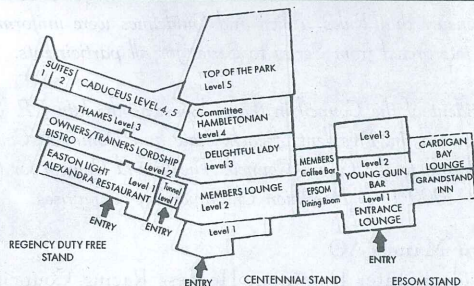 SUITES
1 2
CADUCEUS LEVEL 4, 5
THAMES Level 3
OWNERS/TRAINERS LORDSHIP
BISTRO Level 2
EASTON LIGHT Level 1
ALEXANDRA RESTAURANT
Tunnel
Level 1
ENTRY
ENTRY
REGENCY DUTY FREE
STAND
TOP OF THE PARK
Level 5
Committee
HAMBLETONIAN
Level 4
DELIGHTFUL LADY
Level 3
MEMBERS LOUNGE
Level 2
Level 1
ENTRY
CENTENNIAL STAND
MEMBERS
Coffee Bar
EPSOM
Dining Room
Level 3
Level 2
YOUNG QUIN
BAR
Level 1
ENTRANCE
LOUNGE
ENTRY
CARDIGAN
BAY
LOUNGE
GRANDSTAND
INN
EPSOM STAND